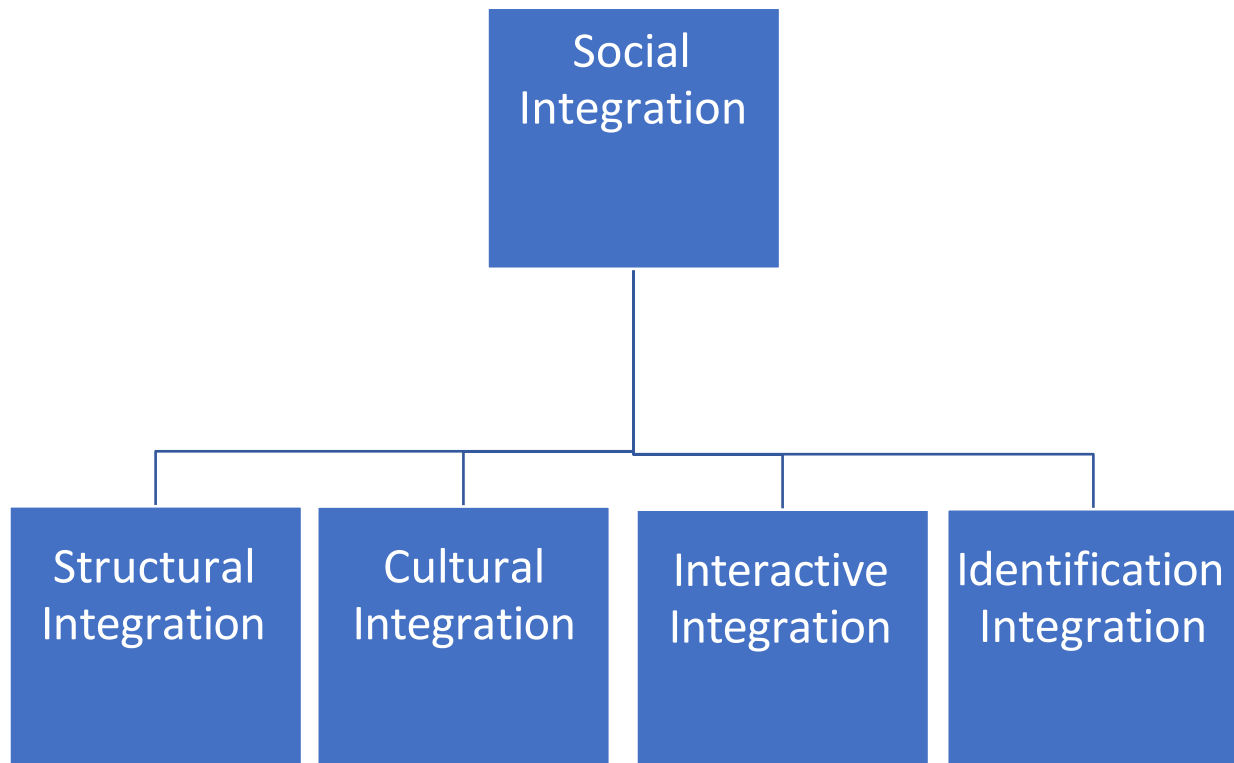 Social
Integration
Structural
Integration
Cultural
Integration
Interactive
Integration
Identification
Integration